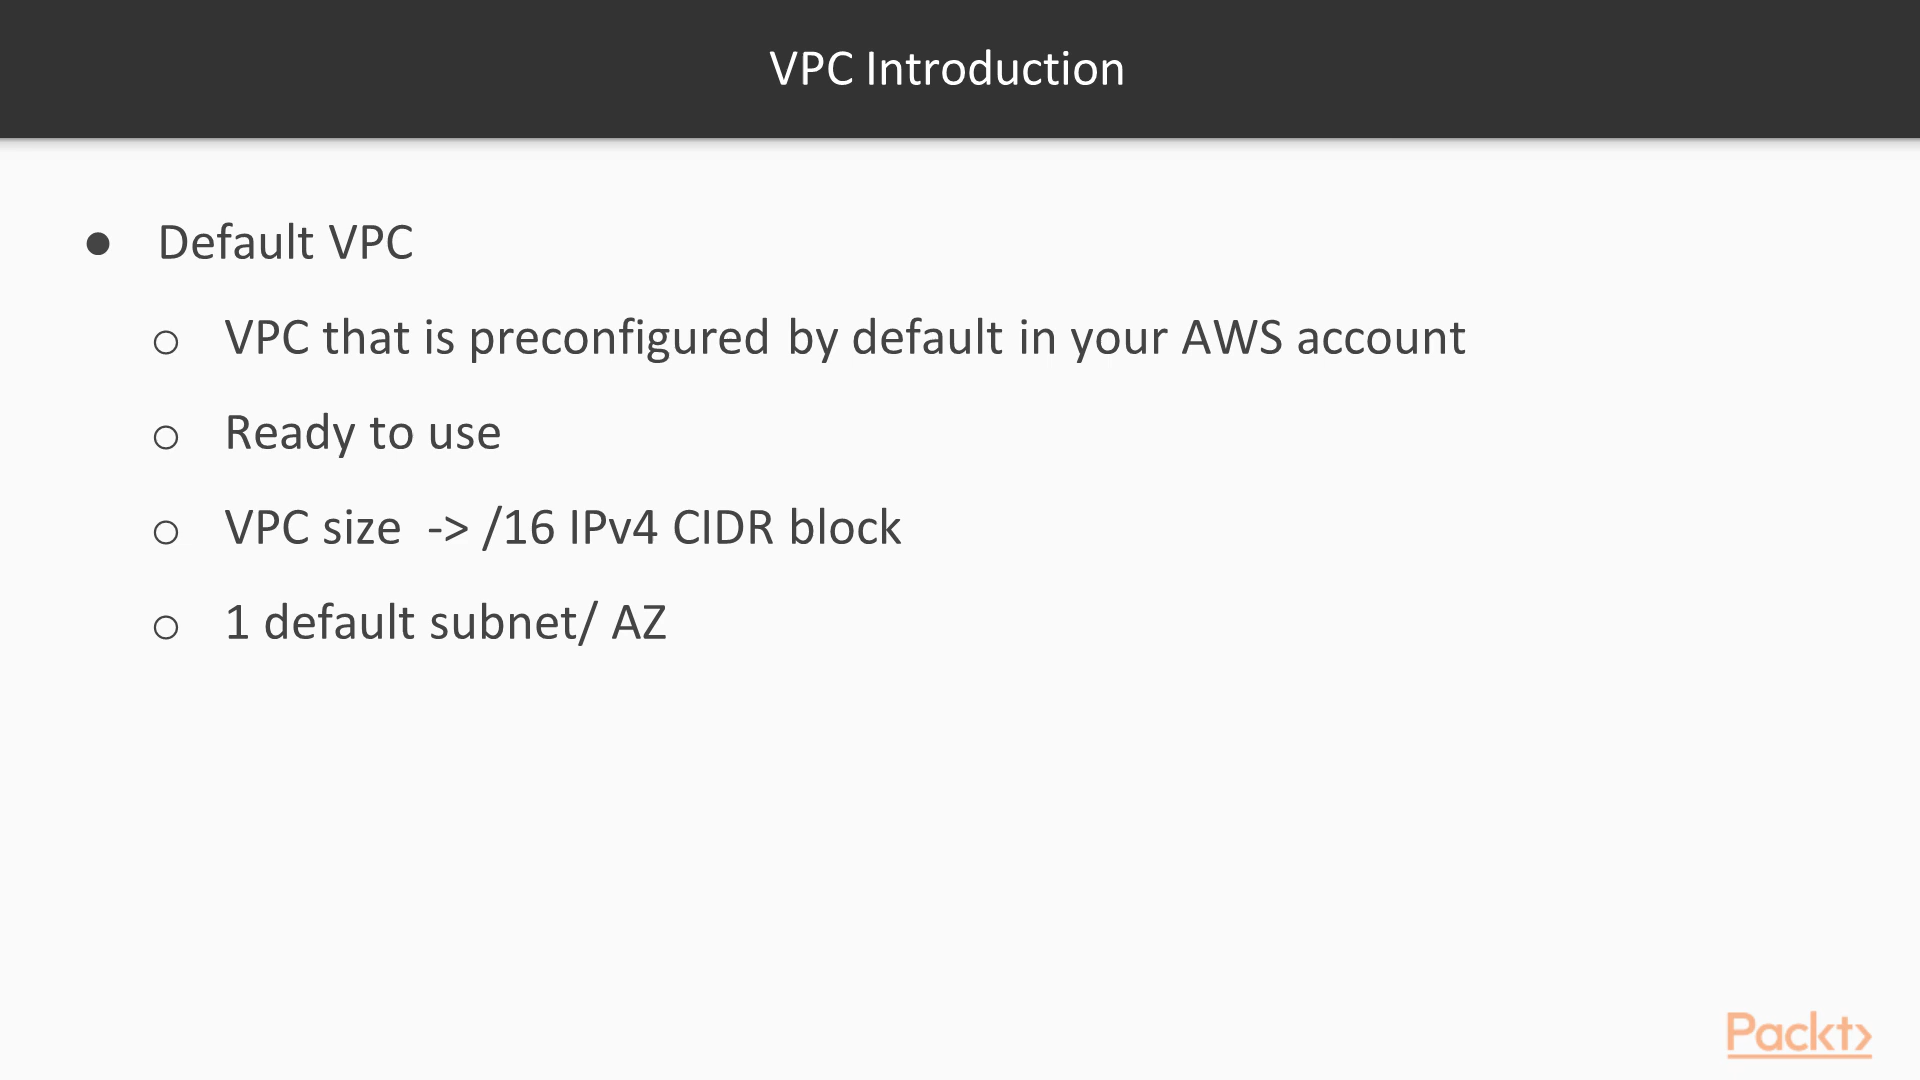 VPC Introduction
● Default VPC
○ VPC that is preconfigured by default in your AWS account
○ Ready to use
○ VPC size -> /16 IPv4 CIDR block
○ 1 default subnet/ AZ
Packt>